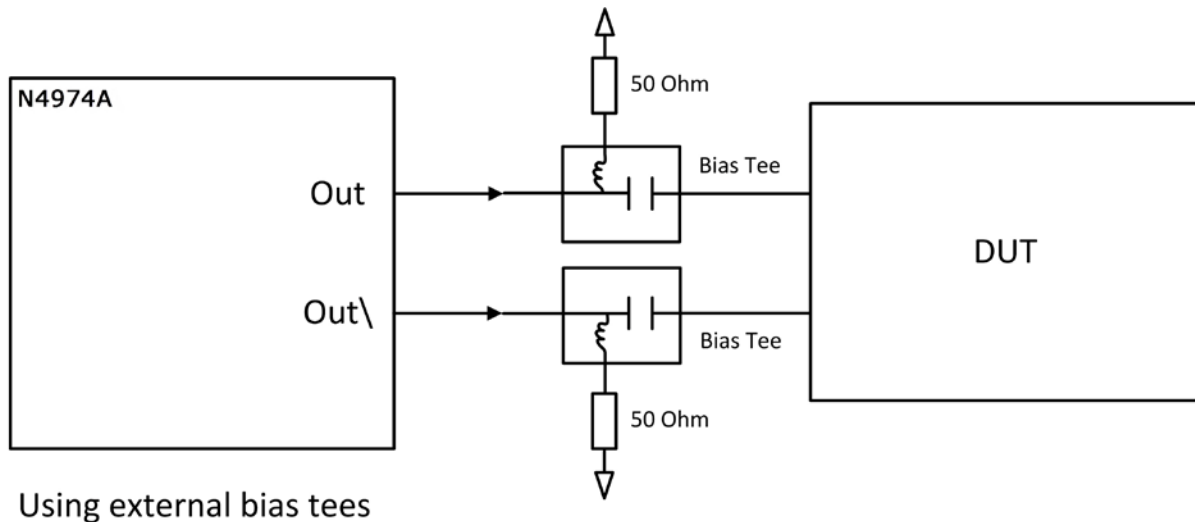 N4974A
50 Ohm
Bias Tee
Out
DUT
Out\
Bias Tee
50 Ohm
Using external bias tees